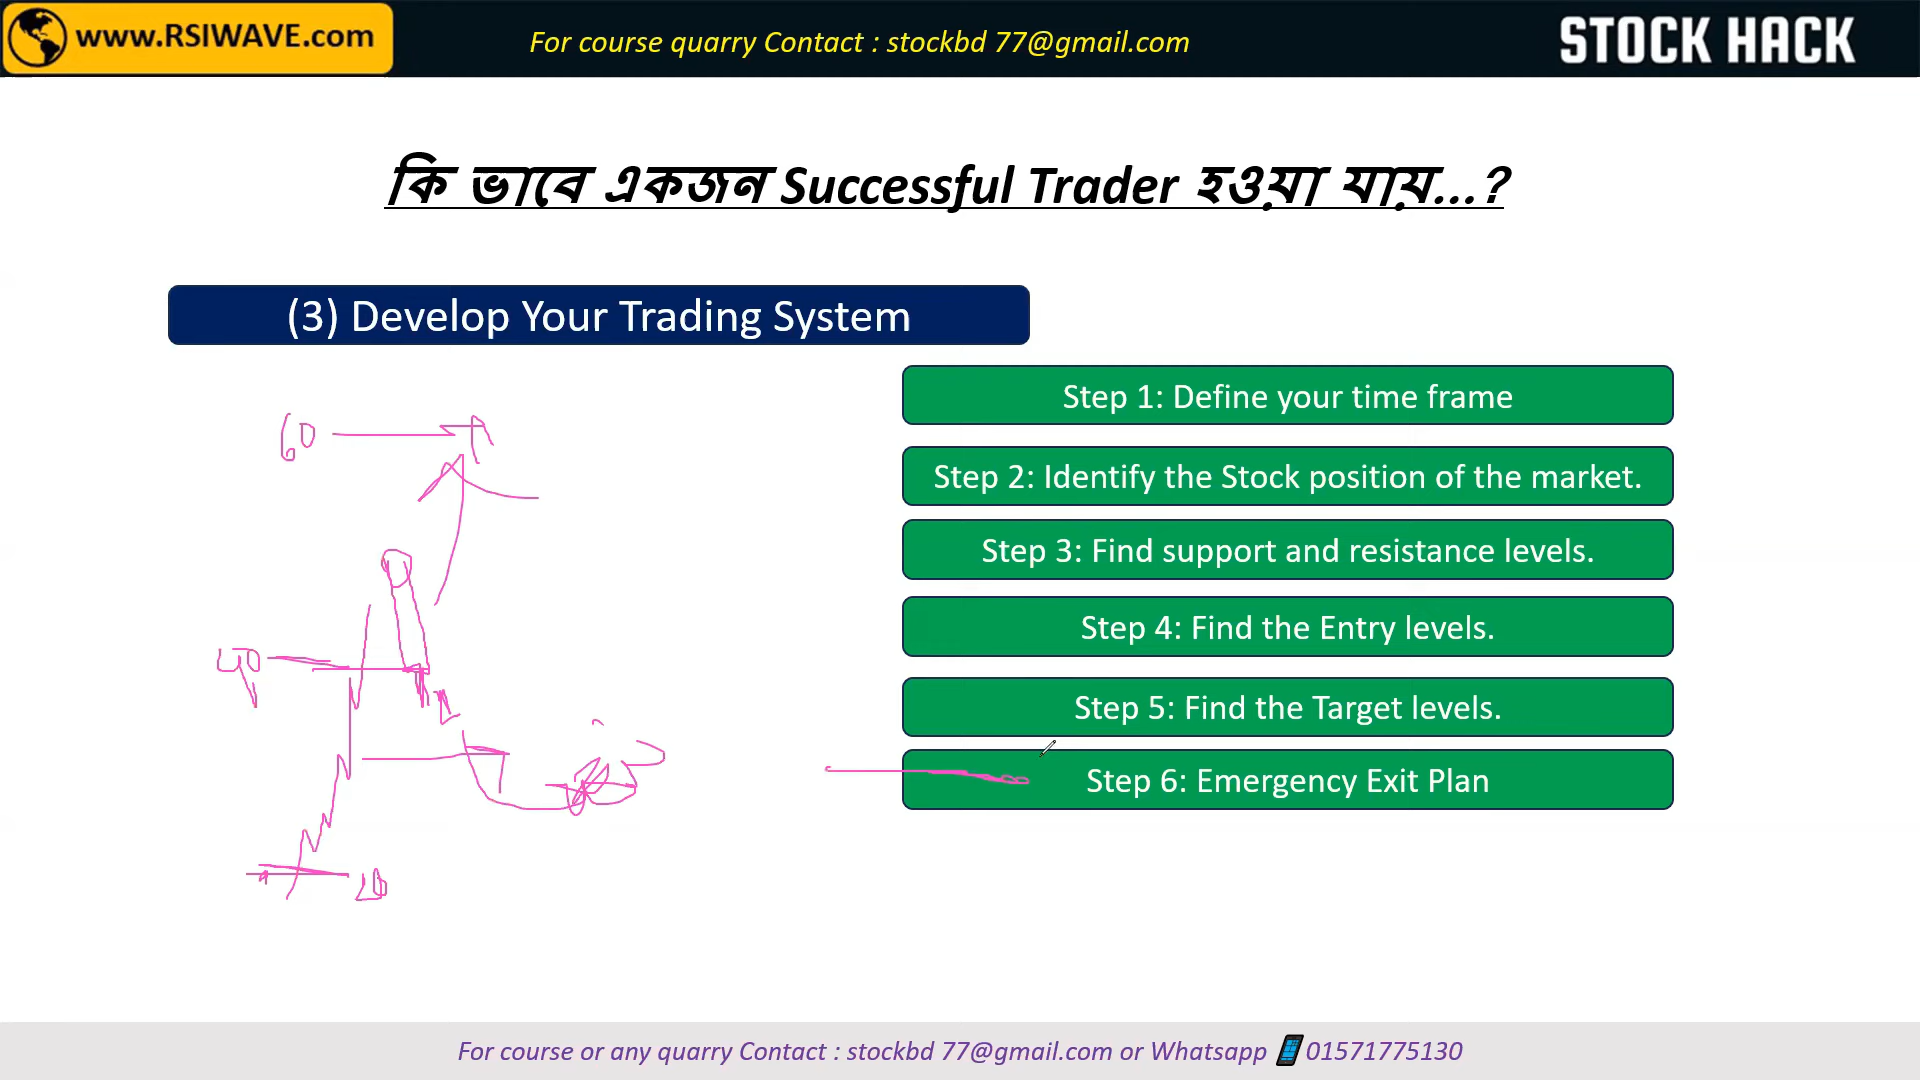 www.RSIWAVE.com
For course quarry Contact : stockbd 77@gmail.com
STOCK HACK
কি ভাবে একজন Successful Trader হওয়া যায়...?
(3) Develop Your Trading System
Step 1: Define your time frame
60
Step 2: Identify the Stock position of the market.
Step 3: Find support and resistance levels.
Step 4: Find the Entry levels.
Step 5: Find the Target levels.
Step 6: Emergency Exit Plan
For course or any quarry Contact : stockbd 77@gmail.com or Whatsapp 01571775130